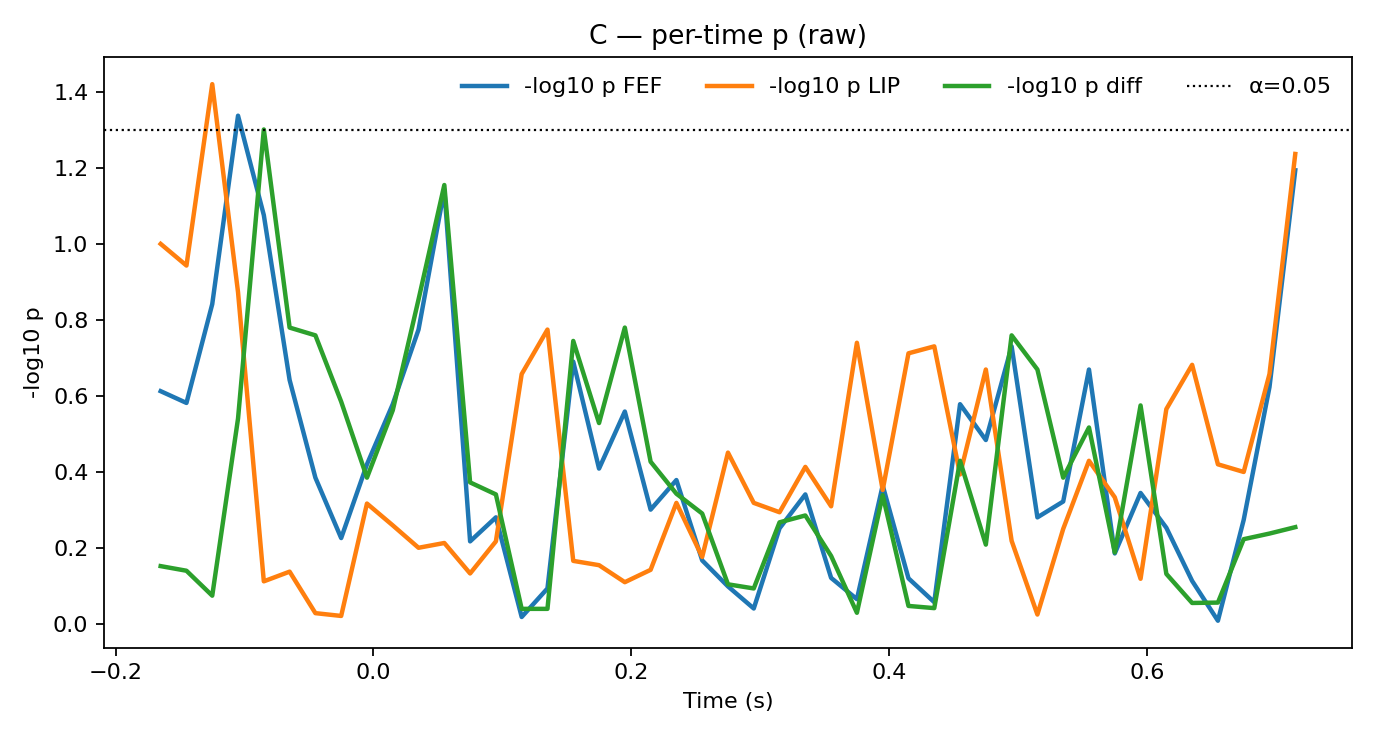 C — per-time p (raw)
-log10 p FEF
-log10 p LIP
-log10 p diff
α=0.05
-log10 p
1.4
1.2
1.0
0.8
0.6
0.4
0.2
0.0
−0.2
0.0
0.2
0.4
0.6
Time (s)